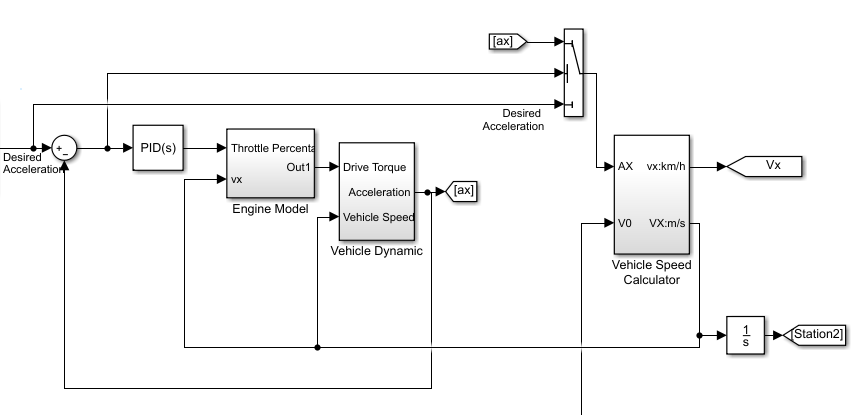 [ax]
Desired
Acceleration
Desired
Acceleration
+
−
PID(s)
Throttle Percenta
Out1
vx
Engine Model
Drive Torque
Acceleration
Vehicle Speed
Vehicle Dynamic
[ax]
AX
vx:km/h
V0
VX:m/s
Vehicle Speed
Calculator
Vx
1
s
[Station2]